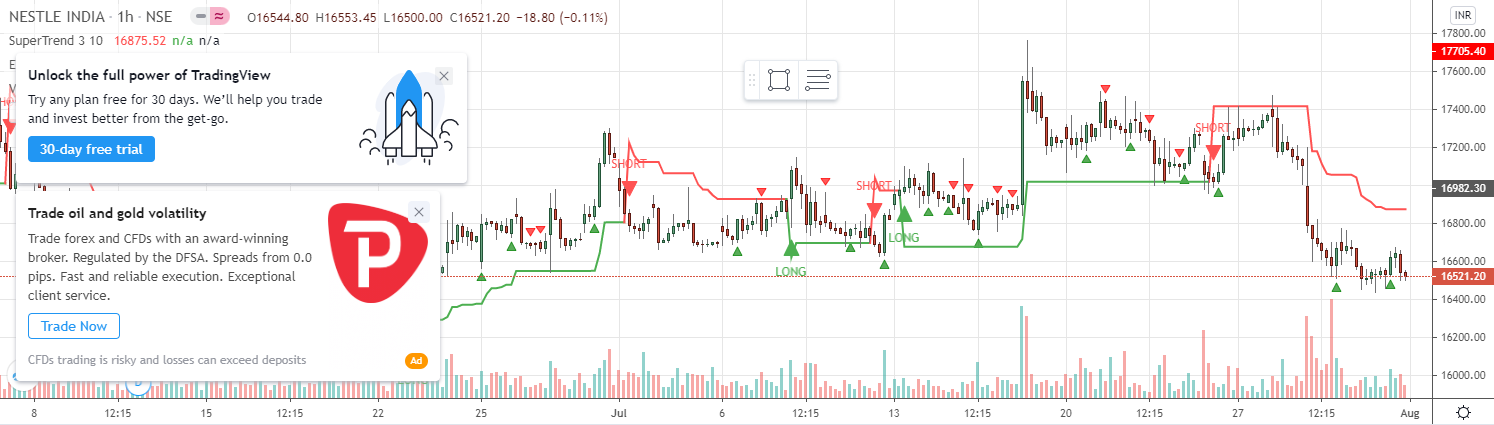 NESTLE INDIA · 1h · NSE
O16544.80 H16553.45 L16500.00 C16521.20 −18.80 (−0.11%)
SuperTrend 3 10 16875.52 n/a n/a
Unlock the full power of TradingView
Try any plan free for 30 days. We'll help you trade
and invest better from the get-go.
30-day free trial
Trade oil and gold volatility
Trade forex and CFDs with an award-winning
broker. Regulated by the DFSA. Spreads from 0.0
pips. Fast and reliable execution. Exceptional
client service.
Trade Now
CFDs trading is risky and losses can exceed deposits
Ad
SHORT
LONG
SHORT
LONG
SHORT
INR
17800.00
17705.40
17600.00
17400.00
17200.00
16982.30
16800.00
16600.00
16521.20
16400.00
16200.00
16000.00
8 12:15 15 12:15 22 12:15 25 Jul 6 12:15 13 12:15 20 12:15 27 12:15 Aug